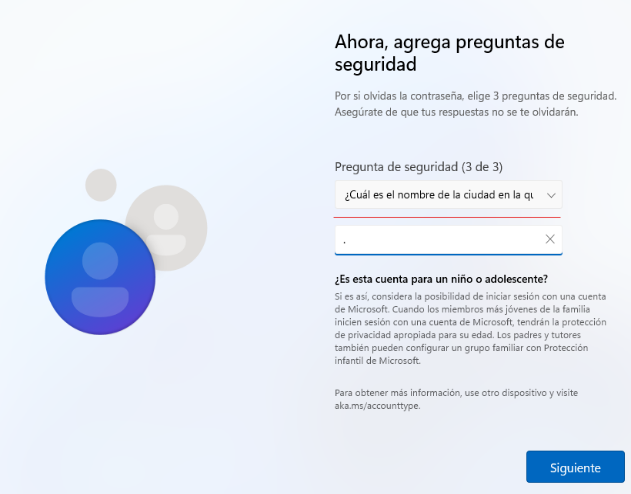 Ahora, agrega preguntas de
seguridad
Por si olvidas la contraseña, elige 3 preguntas de seguridad.
Asegúrate de que tus respuestas no se te olvidarán.
Pregunta de seguridad (3 de 3)
¿Cuál es el nombre de la ciudad en la qu
.
¿Es esta cuenta para un niño o adolescente?
Si es así, considera la posibilidad de iniciar sesión con una cuenta
de Microsoft. Cuando los miembros más jóvenes de la familia
inicien sesión con una cuenta de Microsoft, tendrán la protección
de privacidad apropiada para su edad. Los padres y tutores
también pueden configurar un grupo familiar con Protección
infantil de Microsoft.
Para obtener más información, use otro dispositivo y visite
aka.ms/accounttype.
Siguiente